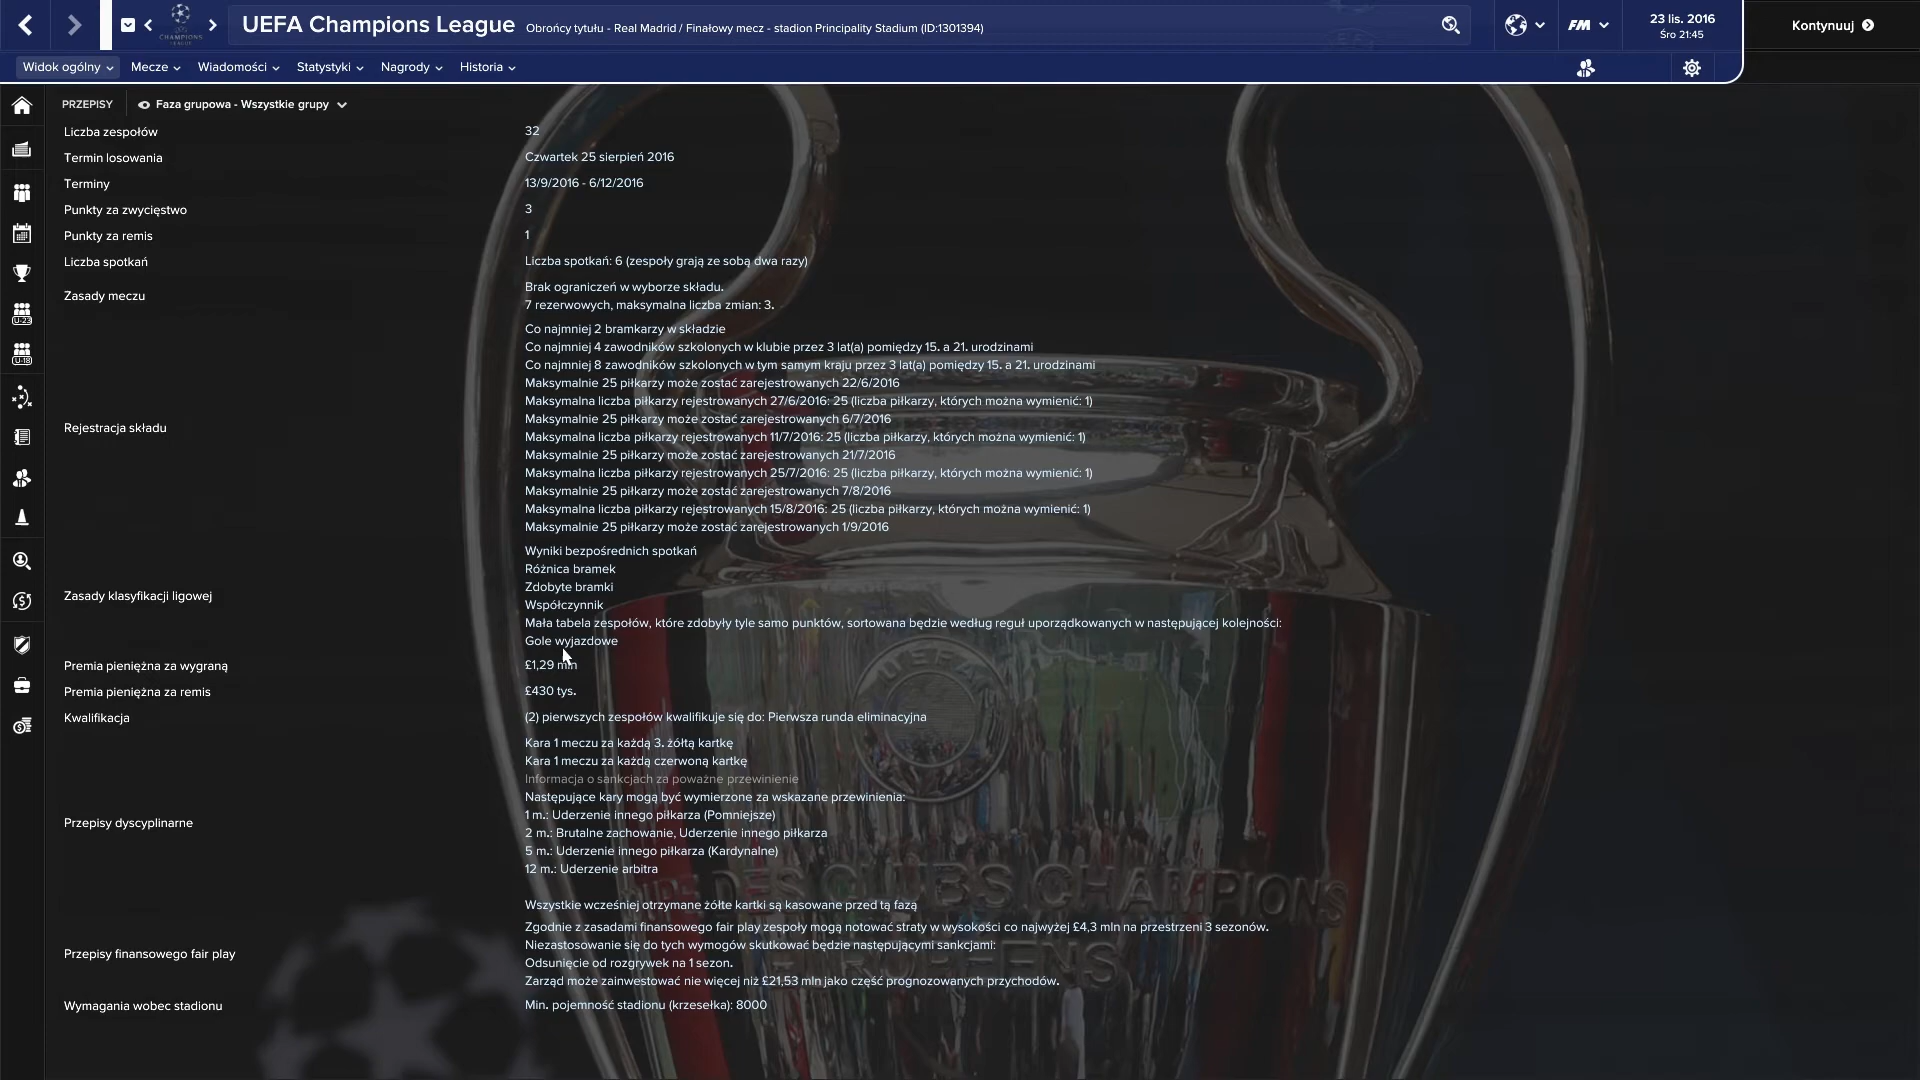 UEFA Champions League
Obrońcy tytułu - Real Madrid / Finałowy mecz - stadion Principality Stadium (ID:1301394)
FM
23 lis. 2016
Śro 21:45
Kontynuuj
CHAMPIONS
Widok ogólny
Mecze
Wiadomości
Statystyki
Nagrody
Historia
PRZEPISY
Faza grupowa - Wszystkie grupy
Liczba zespołów
32
Termin losowania
Czwartek 25 sierpień 2016
Terminy
13/9/2016 - 6/12/2016
Punkty za zwycięstwo
3
Punkty za remis
1
Liczba spotkań
Liczba spotkań: 6 (zespoły grają ze sobą dwa razy)
Zasady meczu
Brak ograniczeń w wyborze składu.
7 rezerwowych, maksymalna liczba zmian: 3.
Rejestracja składu
Co najmniej 2 bramkarzy w składzie
Co najmniej 4 zawodników szkolonych w klubie przez 3 lat(a) pomiędzy 15. a 21. urodzinami
Co najmniej 8 zawodników szkolonych w tym samym kraju przez 3 lat(a) pomiędzy 15. a 21. urodzinami
Maksymalnie 25 piłkarzy może zostać zarejestrowanych 22/6/2016
Maksymalna liczba piłkarzy rejestrowanych 27/6/2016: 25 (liczba piłkarzy, których można wymienić: 1)
Maksymalnie 25 piłkarzy może zostać zarejestrowanych 6/7/2016
Maksymalna liczba piłkarzy rejestrowanych 11/7/2016: 25 (liczba piłkarzy, których można wymienić: 1)
Maksymalnie 25 piłkarzy może zostać zarejestrowanych 21/7/2016
Maksymalna liczba piłkarzy rejestrowanych 25/7/2016: 25 (liczba piłkarzy, których można wymienić: 1)
Maksymalnie 25 piłkarzy może zostać zarejestrowanych 7/8/2016
Maksymalna liczba piłkarzy rejestrowanych 15/8/2016: 25 (liczba piłkarzy, których można wymienić: 1)
Maksymalnie 25 piłkarzy może zostać zarejestrowanych 1/9/2016
Zasady klasyfikacji ligowej
Wyniki bezpośrednich spotkań
Różnica bramek
Zdobyte bramki
Współczynnik
Mała tabela zespołów, które zdobyły tyle samo punktów, sortowana będzie według reguł uporządkowanych w następującej kolejności:
Gole wyjazdowe
Premia pieniężna za wygraną
£1,29 mln
Premia pieniężna za remis
£430 tys.
Kwalifikacja
(2) pierwszych zespołów kwalifikuje się do: Pierwsza runda eliminacyjna
Przepisy dyscyplinarne
Kara 1 meczu za każdą 3. żółtą kartkę
Kara 1 meczu za każdą czerwoną kartkę
Informacja o sankcjach za poważne przewinienie
Następujące kary mogą być wymierzone za wskazane przewinienia:
1 m.: Uderzenie innego piłkarza (Pomniejsze)
2 m.: Brutalne zachowanie, Uderzenie innego piłkarza
5 m.: Uderzenie innego piłkarza (Kardynalne)
12 m.: Uderzenie arbitra
Wszystkie wcześniej otrzymane żółte kartki są kasowane przed tą fazą
Przepisy finansowego fair play
Zgodnie z zasadami finansowego fair play zespoły mogą notować straty w wysokości co najwyżej £4,3 mln na przestrzeni 3 sezonów.
Niezastosowanie się do tych wymogów skutkować będzie następującymi sankcjami:
Odsunięcie od rozgrywek na 1 sezon.
Zarząd może zainwestować nie więcej niż £21,53 mln jako część prognozowanych przychodów.
Wymagania wobec stadionu
Min. pojemność stadionu (krzesełka): 8000
U-23
U-18
UEFA
DES CLUBS CHAMPIONS